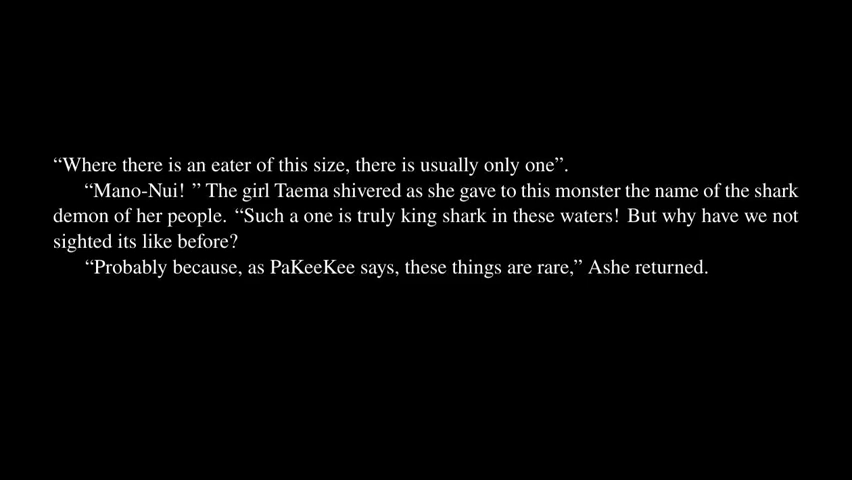 “Where there is an eater of this size, there is usually only one”.
“Mano-Nui! ” The girl Taema shivered as she gave to this monster the name of the shark
demon of her people. “Such a one is truly king shark in these waters! But why have we not
sighted its like before?
“Probably because, as PaKeeKee says, these things are rare,” Ashe returned.